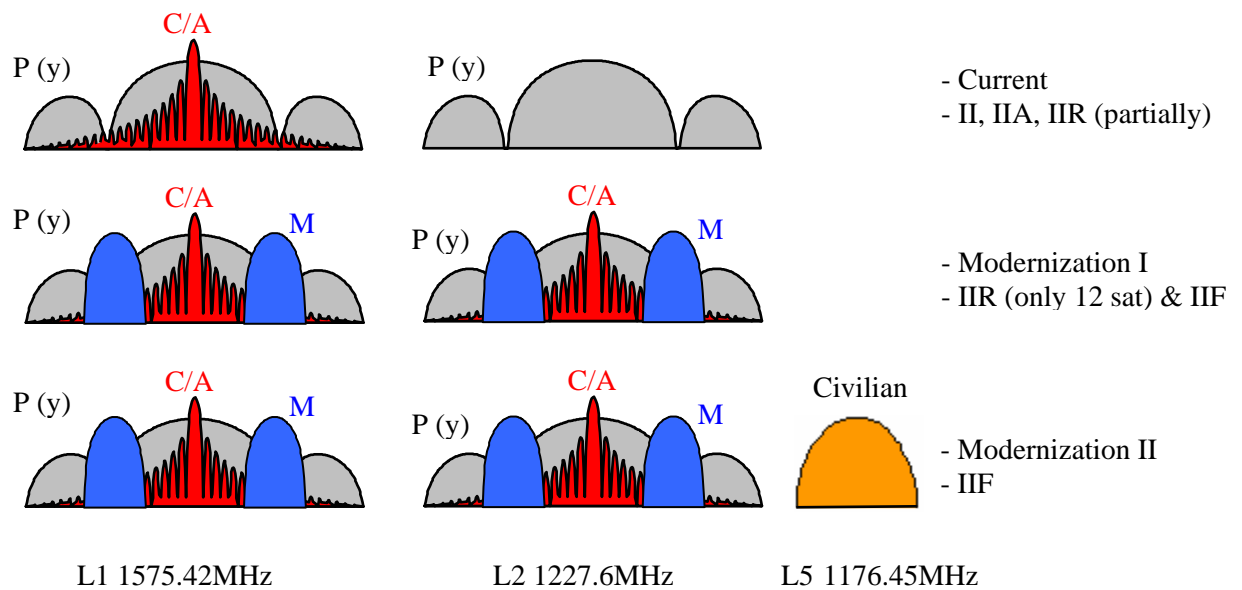 C/A
P (y)
P (y)
- Current
- II, IIA, IIR (partially)
C/A
C/A
P (y)
M
P (y)
M
- Modernization I
- IIR (only 12 sat) & IIF
C/A
C/A
Civilian
P (y)
M
P (y)
M
- Modernization II
- IIF
L1 1575.42MHz
L2 1227.6MHz
L5 1176.45MHz